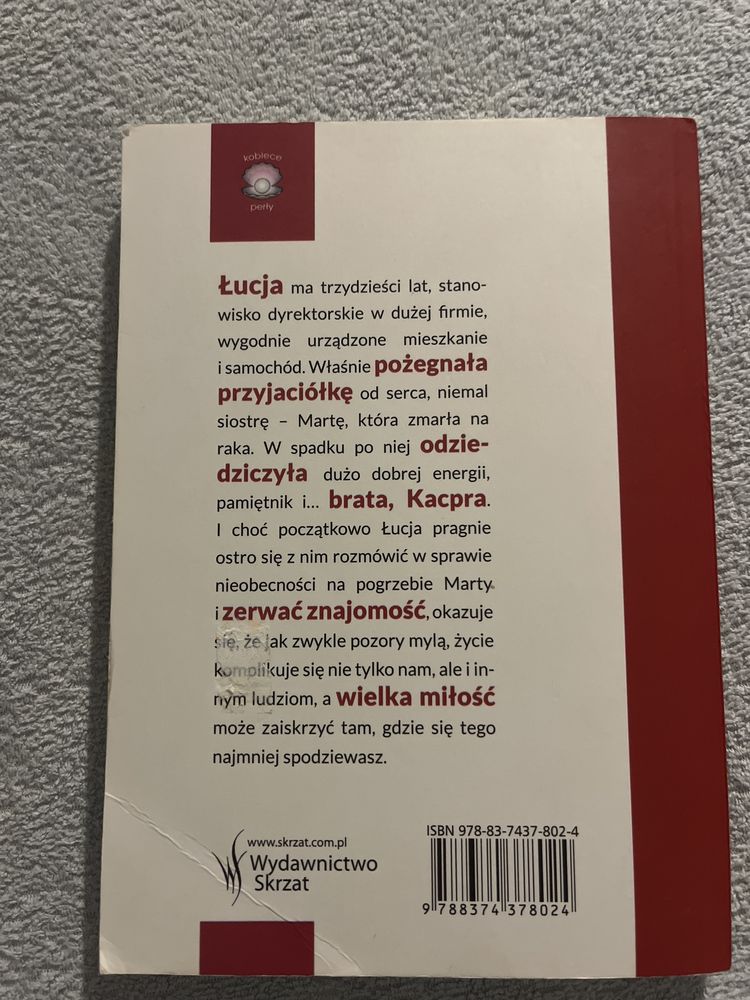 kobiece
perły
Łucja ma trzydzieści lat, stano-
wisko dyrektorskie w dużej firmie,
wygodnie urządzone mieszkanie
i samochód. Właśnie pożegnała
przyjaciółkę od serca, niemal
siostrę – Martę, która zmarła na
raka. W spadku po niej odzie-
dziczyła dużo dobrej energii,
pamiętnik i... brata, Kacpra.
I choć początkowo Łucja pragnie
ostro się z nim rozmówić w sprawie
nieobecności na pogrzebie Marty
i zerwać znajomość, okazuje
się, że jak zwykle pozory mylą, życie
komplikuje się nie tylko nam, ale i in-
nym ludziom, a wielka miłość
może zaiskrzyć tam, gdzie się tego
najmniej spodziewasz.
www.skrzat.com.pl
Wydawnictwo
Skrzat
ISBN 978-83-7437-802-4
9 788374 378024